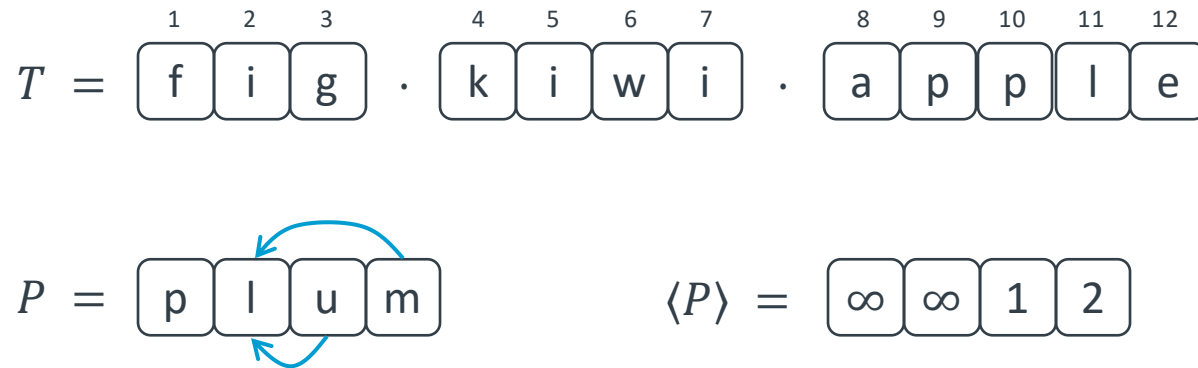 1 2 3 4 5 6 7 8 9 10 11 12
T = f i g · k i w i · a p p l e
P = p l u m ⟨P⟩ = ∞ ∞ 1 2